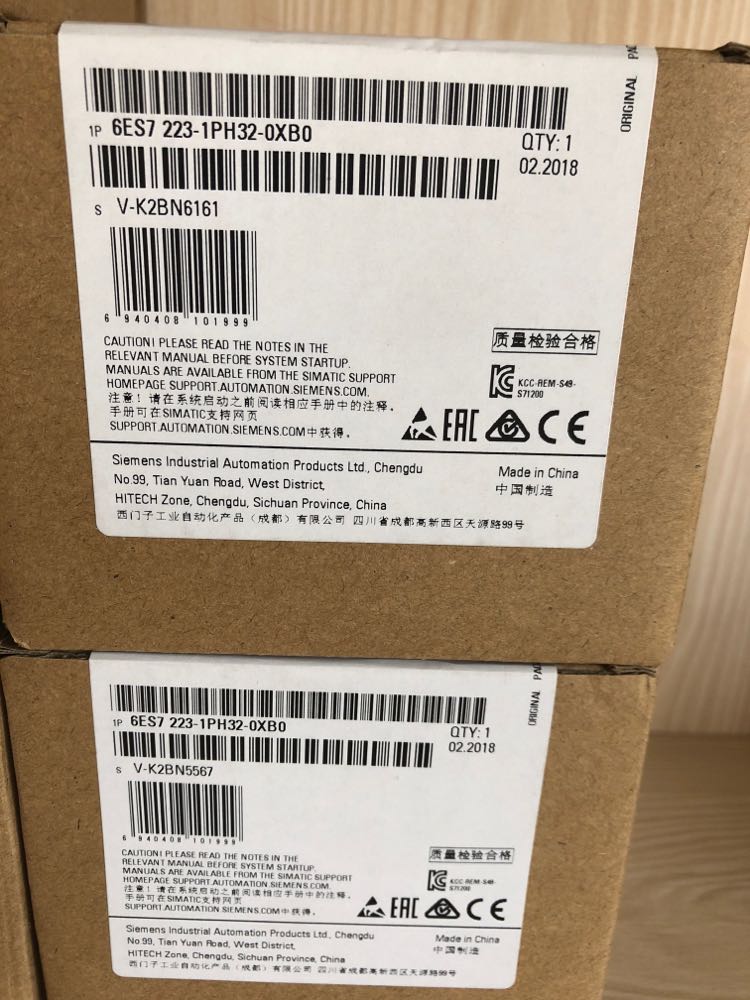 ORIGINAL
1P 6ES7 223-1PH32-0XB0
QTY: 1
02.2018
S V-K2BN6161
6 940408 101999
CAUTION! PLEASE READ THE NOTES IN THE
RELEVANT MANUAL BEFORE SYSTEM STARTUP.
MANUALS ARE AVAILABLE FROM THE SIMATIC SUPPORT
HOMEPAGE SUPPORT.AUTOMATION.SIEMENS.COM.
注意！请在系统启动之前阅读相应手册中的注释。
手册可在SIMATIC支持网页
SUPPORT.AUTOMATION.SIEMENS.COM中获得。
质量检验合格
KCC-REM-S49-
S71200
EAC CE
Siemens Industrial Automation Products Ltd., Chengdu
No.99, Tian Yuan Road, West District,
HITECH Zone, Chengdu, Sichuan Province, China
西门子工业自动化产品（成都）有限公司 四川省成都高新西区天源路99号
Made in China
中国制造
ORIGINAL
1P 6ES7 223-1PH32-0XB0
QTY: 1
02.2018
S V-K2BN5567
6 940408 101999
CAUTION! PLEASE READ THE NOTES IN THE
RELEVANT MANUAL BEFORE SYSTEM STARTUP.
MANUALS ARE AVAILABLE FROM THE SIMATIC SUPPORT
HOMEPAGE SUPPORT.AUTOMATION.SIEMENS.COM.
注意！请在系统启动之前阅读相应手册中的注释。
手册可在SIMATIC支持网页
SUPPORT.AUTOMATION.SIEMENS.COM中获得。
质量检验合格
KCC-REM-S49-
S71200
EAC CE
Siemens Industrial Automation Products Ltd., Chengdu
No.99, Tian Yuan Road, West District,
HITECH Zone, Chengdu, Sichuan Province, China
西门子工业自动化产品（成都）有限公司 四川省成都高新西区天源路99号
Made in China
中国制造